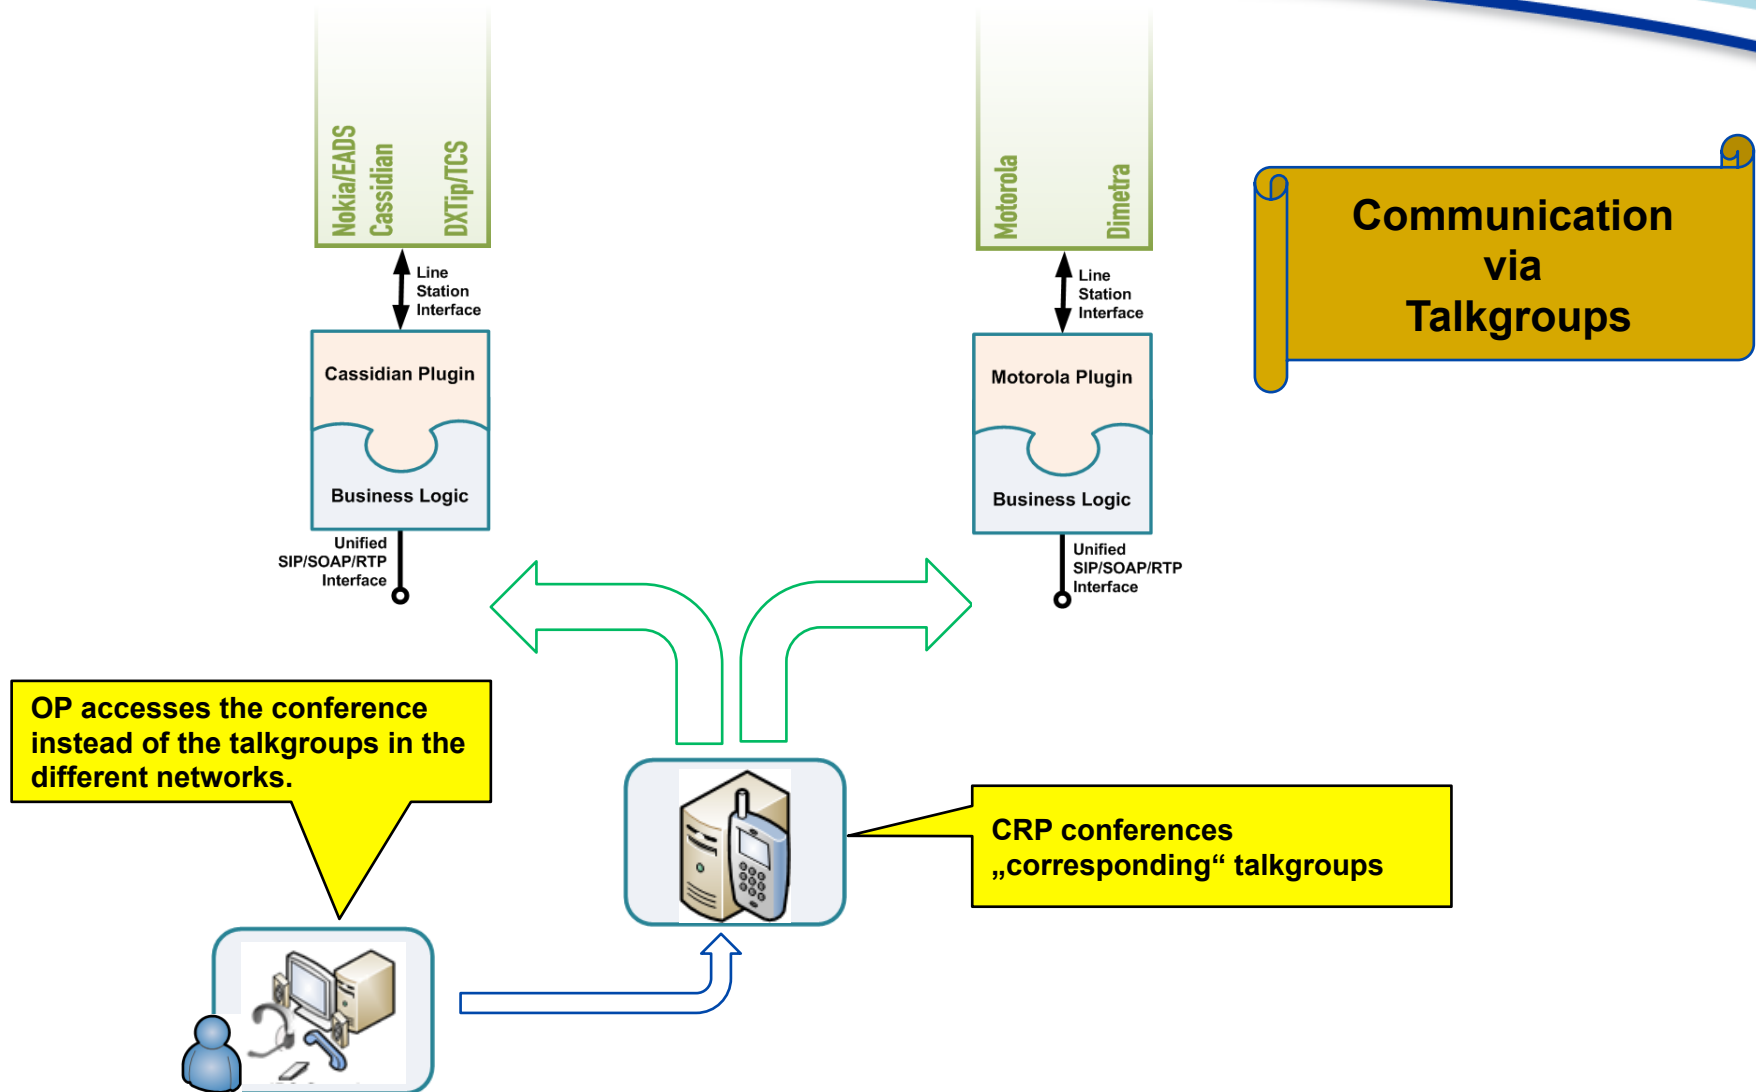 Nokia/EADS
Cassidian
DXTip/TCS
Motorola
Dimetra
Communication
via
Talkgroups
Line
Station
Interface
Line
Station
Interface
Cassidian Plugin
Business Logic
Motorola Plugin
Business Logic
Unified
SIP/SOAP/RTP
Interface
Unified
SIP/SOAP/RTP
Interface
OP accesses the conference
instead of the talkgroups in the
different networks.
CRP conferences
„corresponding“ talkgroups